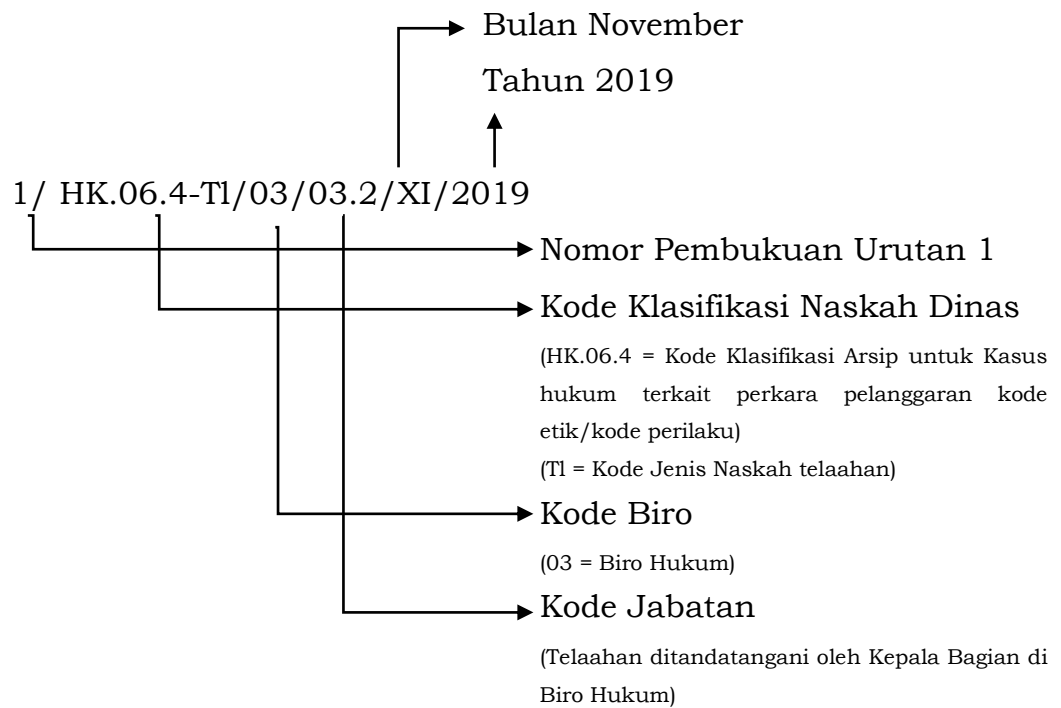 Bulan November
Tahun 2019
1/ HK.06.4-Tl/03/03.2/XI/2019
Nomor Pembukuan Urutan 1
Kode Klasifikasi Naskah Dinas
(HK.06.4 = Kode Klasifikasi Arsip untuk Kasus
hukum terkait perkara pelanggaran kode
etik/kode perilaku)
(Tl = Kode Jenis Naskah telaahan)
Kode Biro
(03 = Biro Hukum)
Kode Jabatan
(Telaahan ditandatangani oleh Kepala Bagian di
Biro Hukum)